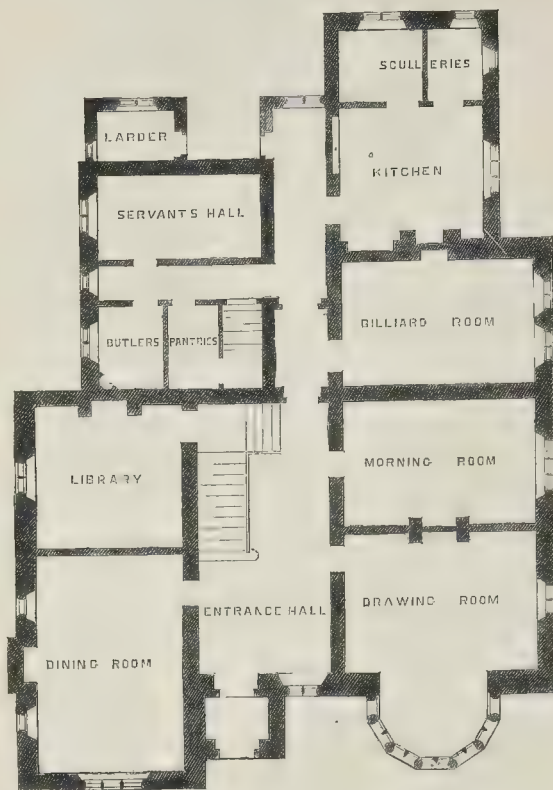 SCULLERIES
LARDER
KITCHEN
SERVANTS HALL
BILLIARD ROOM
BUTLERS PANTRIES
MORNING ROOM
LIBRARY
DRAWING ROOM
ENTRANCE HALL
DINING ROOM